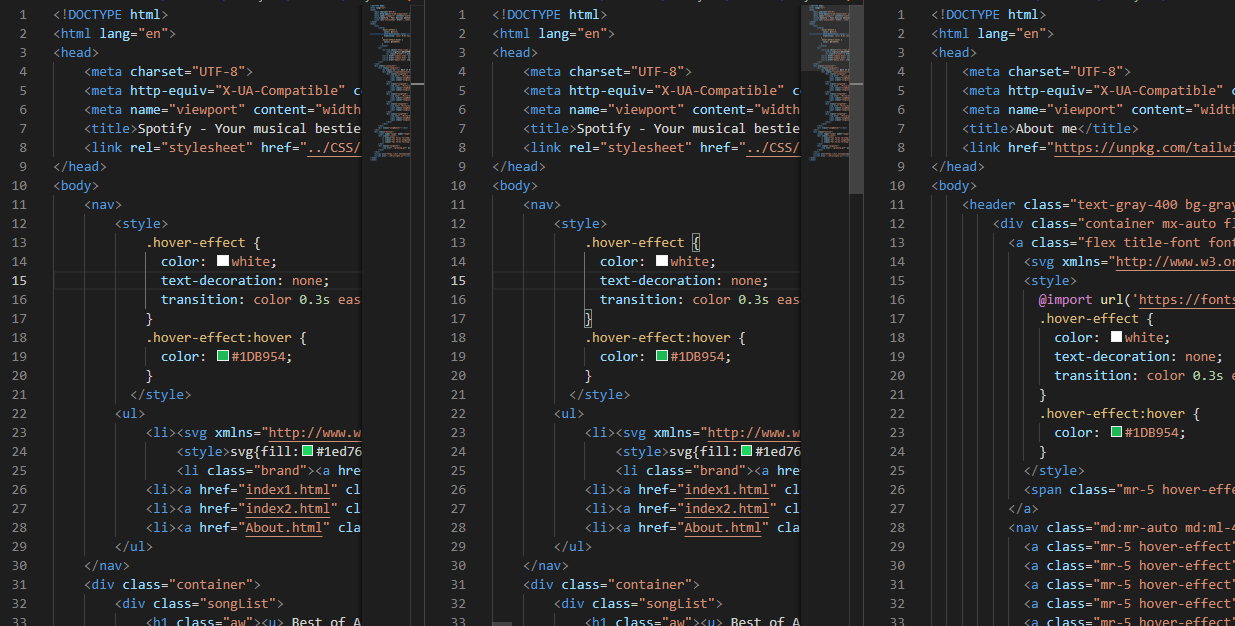 1 <!DOCTYPE html>
2 <html lang="en">
3 <head>
4 <meta charset="UTF-8">
5 <meta http-equiv="X-UA-Compatible" c
6 <meta name="viewport" content="width
7 <title>Spotify - Your musical bestie
8 <link rel="stylesheet" href="../CSS/
9 </head>
10 <body>
11 <nav>
12 <style>
13 .hover-effect {
14 color: white;
15 text-decoration: none;
16 transition: color 0.3s eas
17 }
18 .hover-effect:hover {
19 color: #1DB954;
20 }
21 </style>
22 <ul>
23 <li><svg xmlns="http://www.w
24 <style>svg{fill:#1ed76
25 <li class="brand"><a hre
26 <li><a href="index1.html" cl
27 <li><a href="index2.html" cl
28 <li><a href="About.html" cla
29 </ul>
30 </nav>
31 <div class="container">
32 <div class="songList">
33 <h1 class="aw"><u> Best of A
1 <!DOCTYPE html>
2 <html lang="en">
3 <head>
4 <meta charset="UTF-8">
5 <meta http-equiv="X-UA-Compatible" c
6 <meta name="viewport" content="width
7 <title>Spotify - Your musical bestie
8 <link rel="stylesheet" href="../CSS/
9 </head>
10 <body>
11 <nav>
12 <style>
13 .hover-effect {
14 color: white;
15 text-decoration: none;
16 transition: color 0.3s eas
17 }
18 .hover-effect:hover {
19 color: #1DB954;
20 }
21 </style>
22 <ul>
23 <li><svg xmlns="http://www.w
24 <style>svg{fill:#1ed76
25 <li class="brand"><a hre
26 <li><a href="index1.html" cl
27 <li><a href="index2.html" cl
28 <li><a href="About.html" cla
29 </ul>
30 </nav>
31 <div class="container">
32 <div class="songList">
33 <h1 class="aw"><u> Best of A
1 <!DOCTYPE html>
2 <html lang="en">
3 <head>
4 <meta charset="UTF-8">
5 <meta http-equiv="X-UA-Compatible" c
6 <meta name="viewport" content="width
7 <title>About me</title>
8 <link href="https://unpkg.com/tailwi
9 </head>
10 <body>
11 <header class="text-gray-400 bg-gray
12 <div class="container mx-auto fl
13 <a class="flex title-font font
14 <svg xmlns="http://www.w3.or
15 <style>
16 @import url('https://fonts
17 .hover-effect {
18 color: white;
19 text-decoration: none;
20 transition: color 0.3s e
21 }
22 .hover-effect:hover {
23 color: #1DB954;
24 }
25 </style>
26 <span class="mr-5 hover-effe
27 </a>
28 <nav class="md:mr-auto md:ml-4
29 <a class="mr-5 hover-effect"
30 <a class="mr-5 hover-effect"
31 <a class="mr-5 hover-effect"
32 <a class="mr-5 hover-effect"
33 <a class="mr-5 hover-effect"